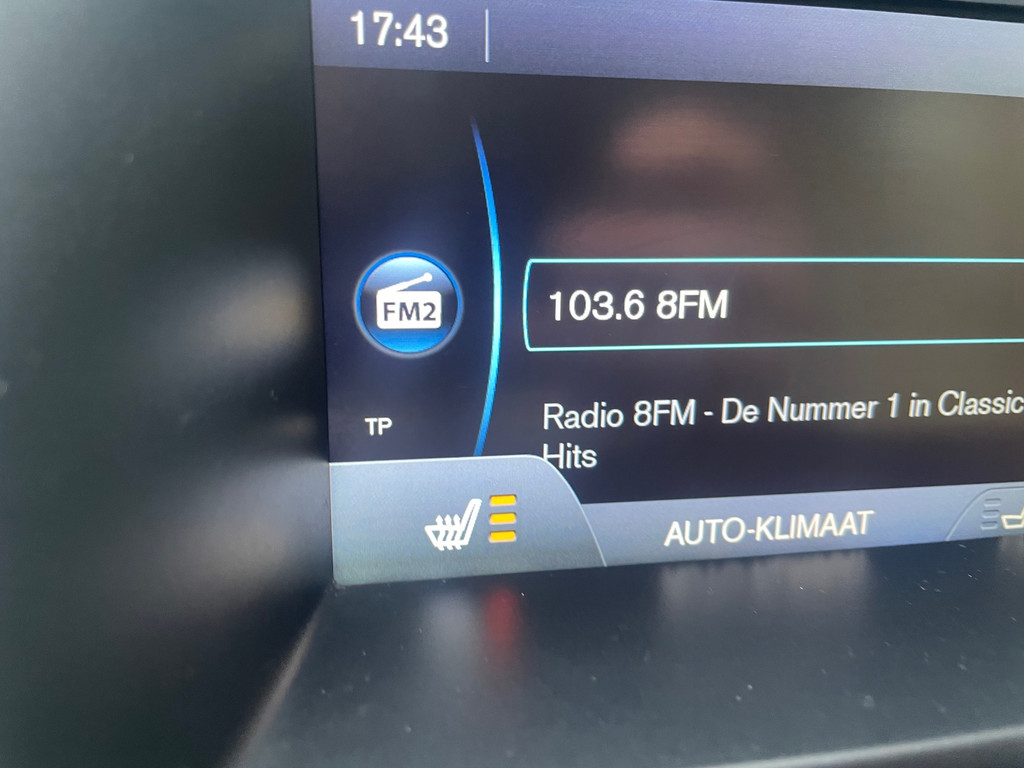 17:43
FM2
103.6 8FM
TP
Radio 8FM - De Nummer 1 in Classic
Hits
AUTO-KLIMAAT